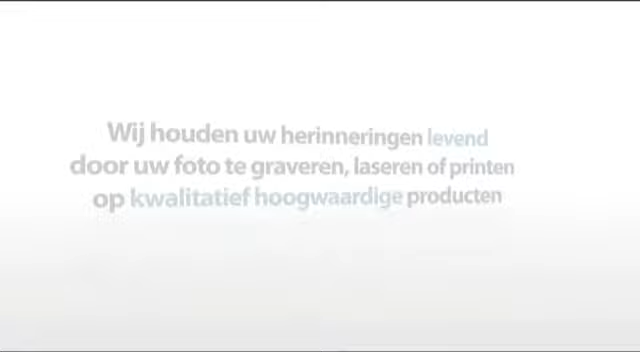 Wij houden uw herinneringen levend
door uw foto te graveren, laseren of printen
op kwalitatief hoogwaardige producten